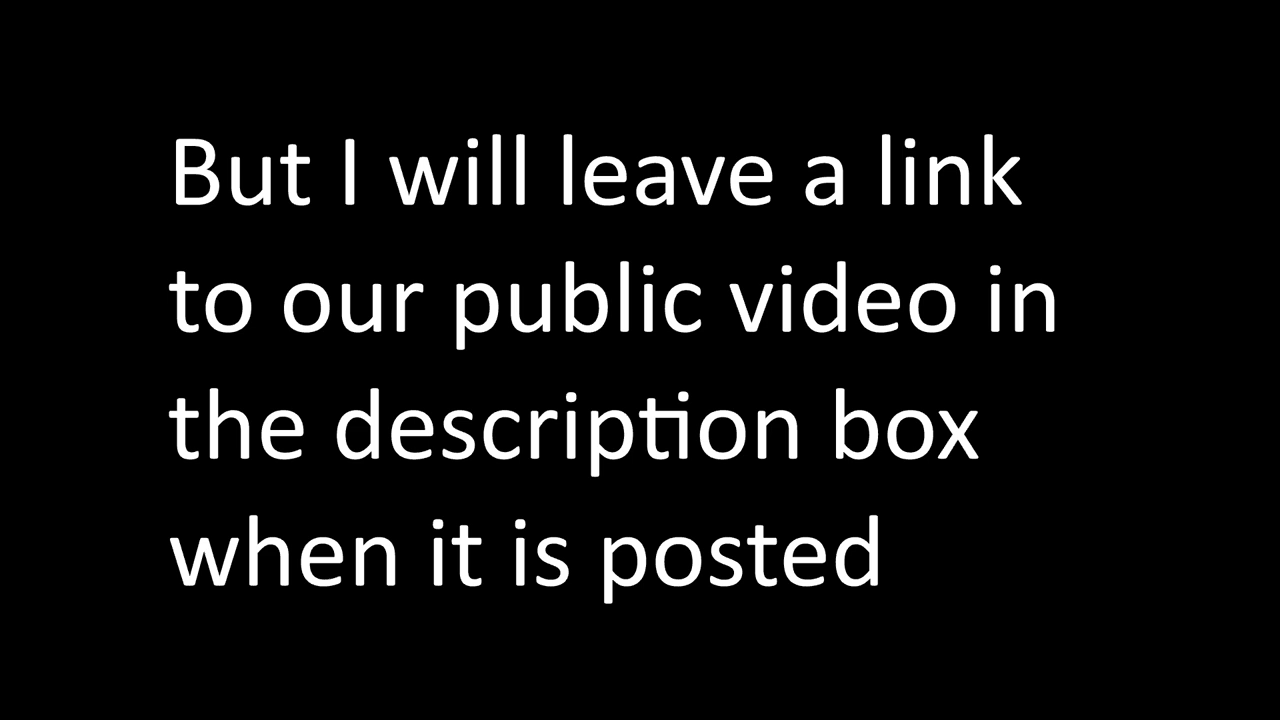 But I will leave a link
to our public video in
the description box
when it is posted